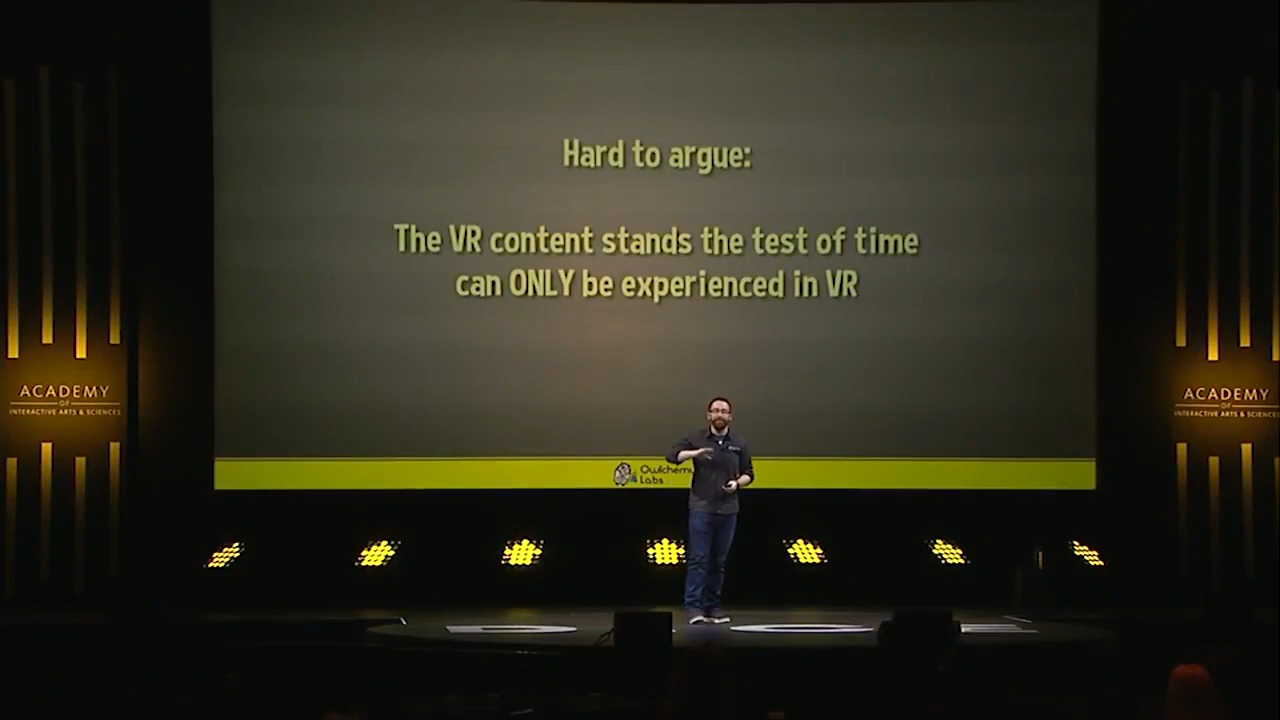 Hard to argue:
The VR content stands the test of time
can ONLY be experienced in VR
ACADEMY
OF
INTERACTIVE ARTS & SCIENCES
ACADEMY
OF
INTERACTIVE ARTS & SCIENCES
Owlchemy
Labs
D I C E